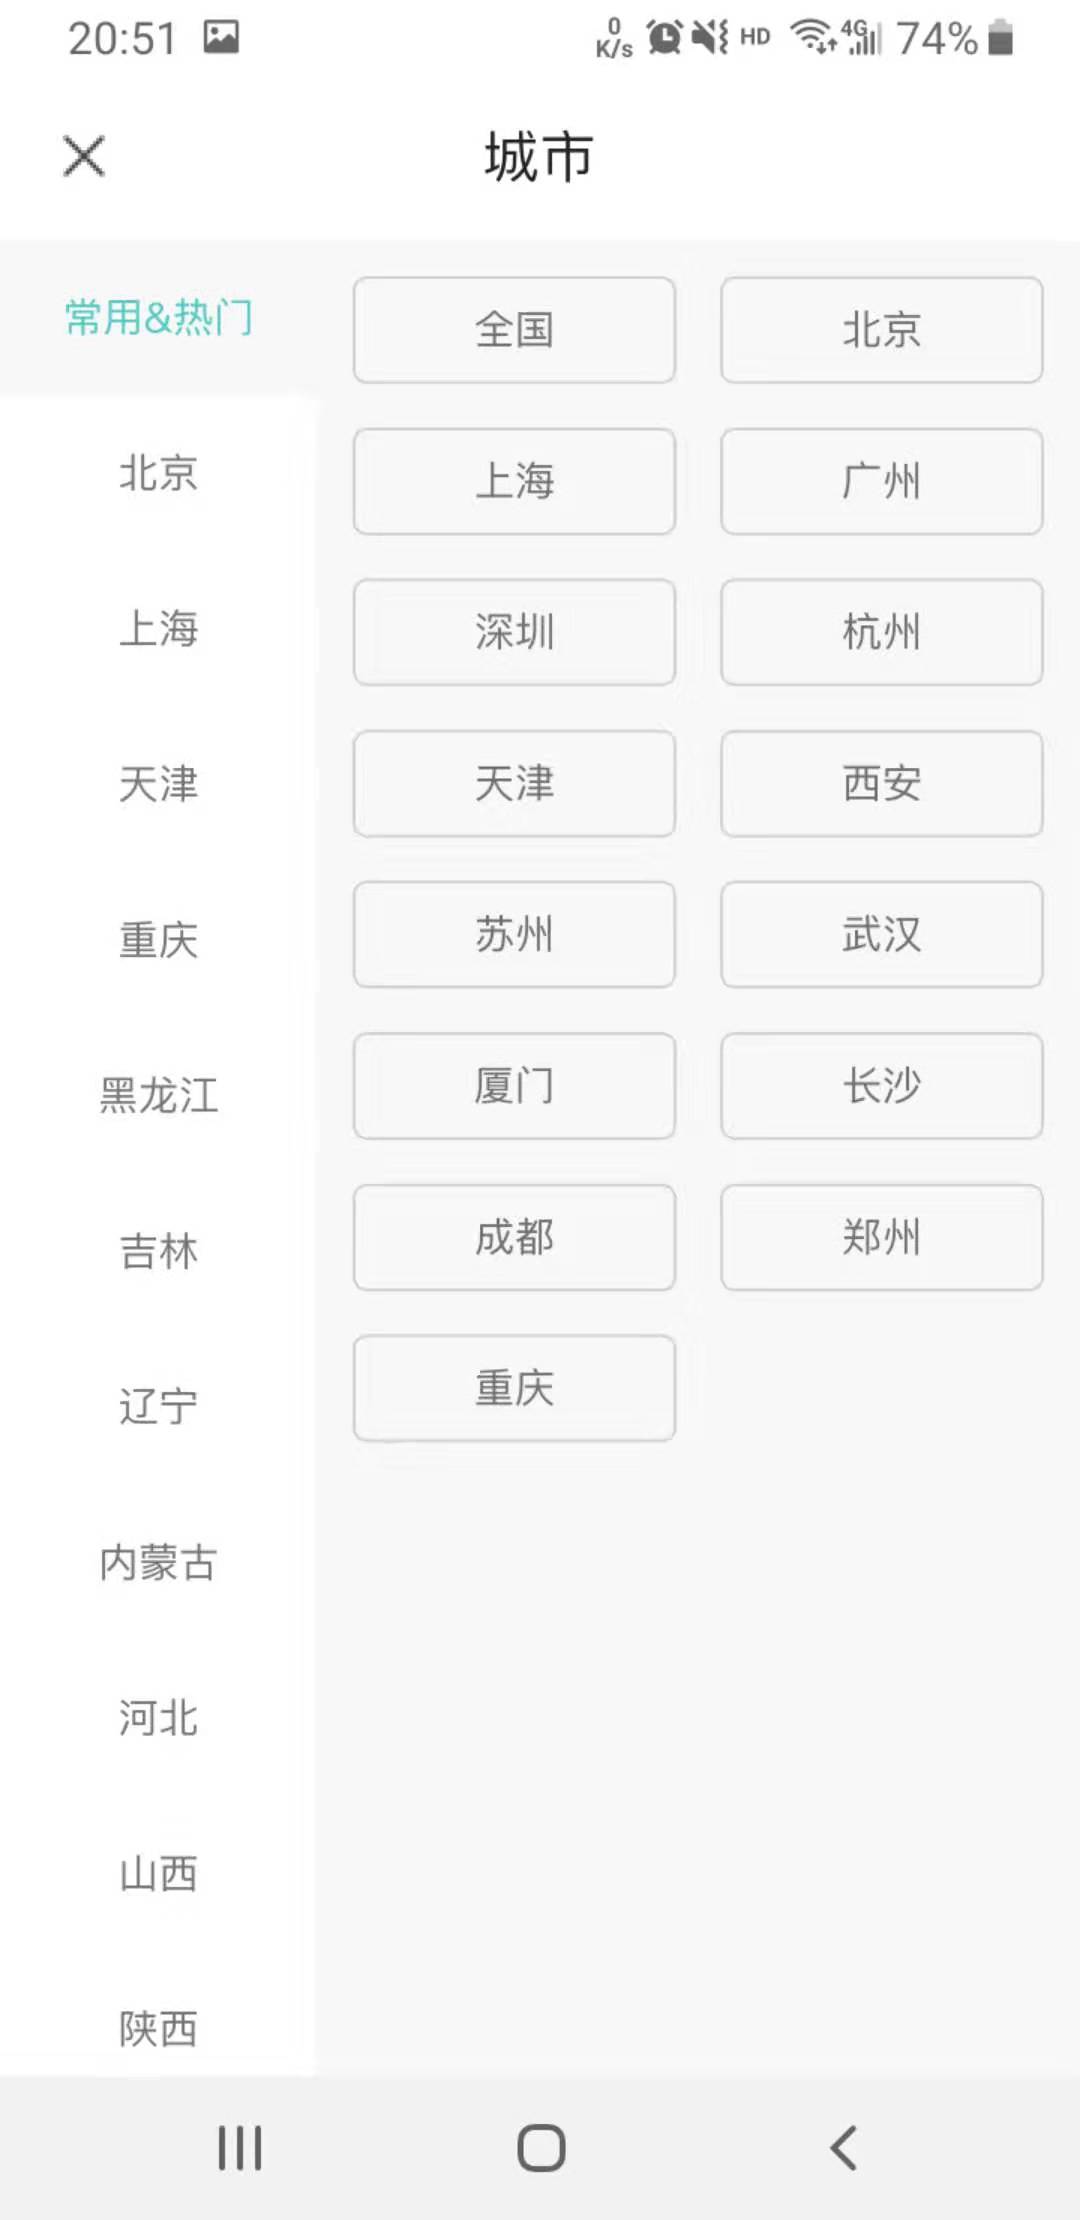 20:51 0 K/s HD 4G 74%
城市
常用&热门
北京
上海
天津
重庆
黑龙江
吉林
辽宁
内蒙古
河北
山西
陕西
全国 北京
上海 广州
深圳 杭州
天津 西安
苏州 武汉
厦门 长沙
成都 郑州
重庆